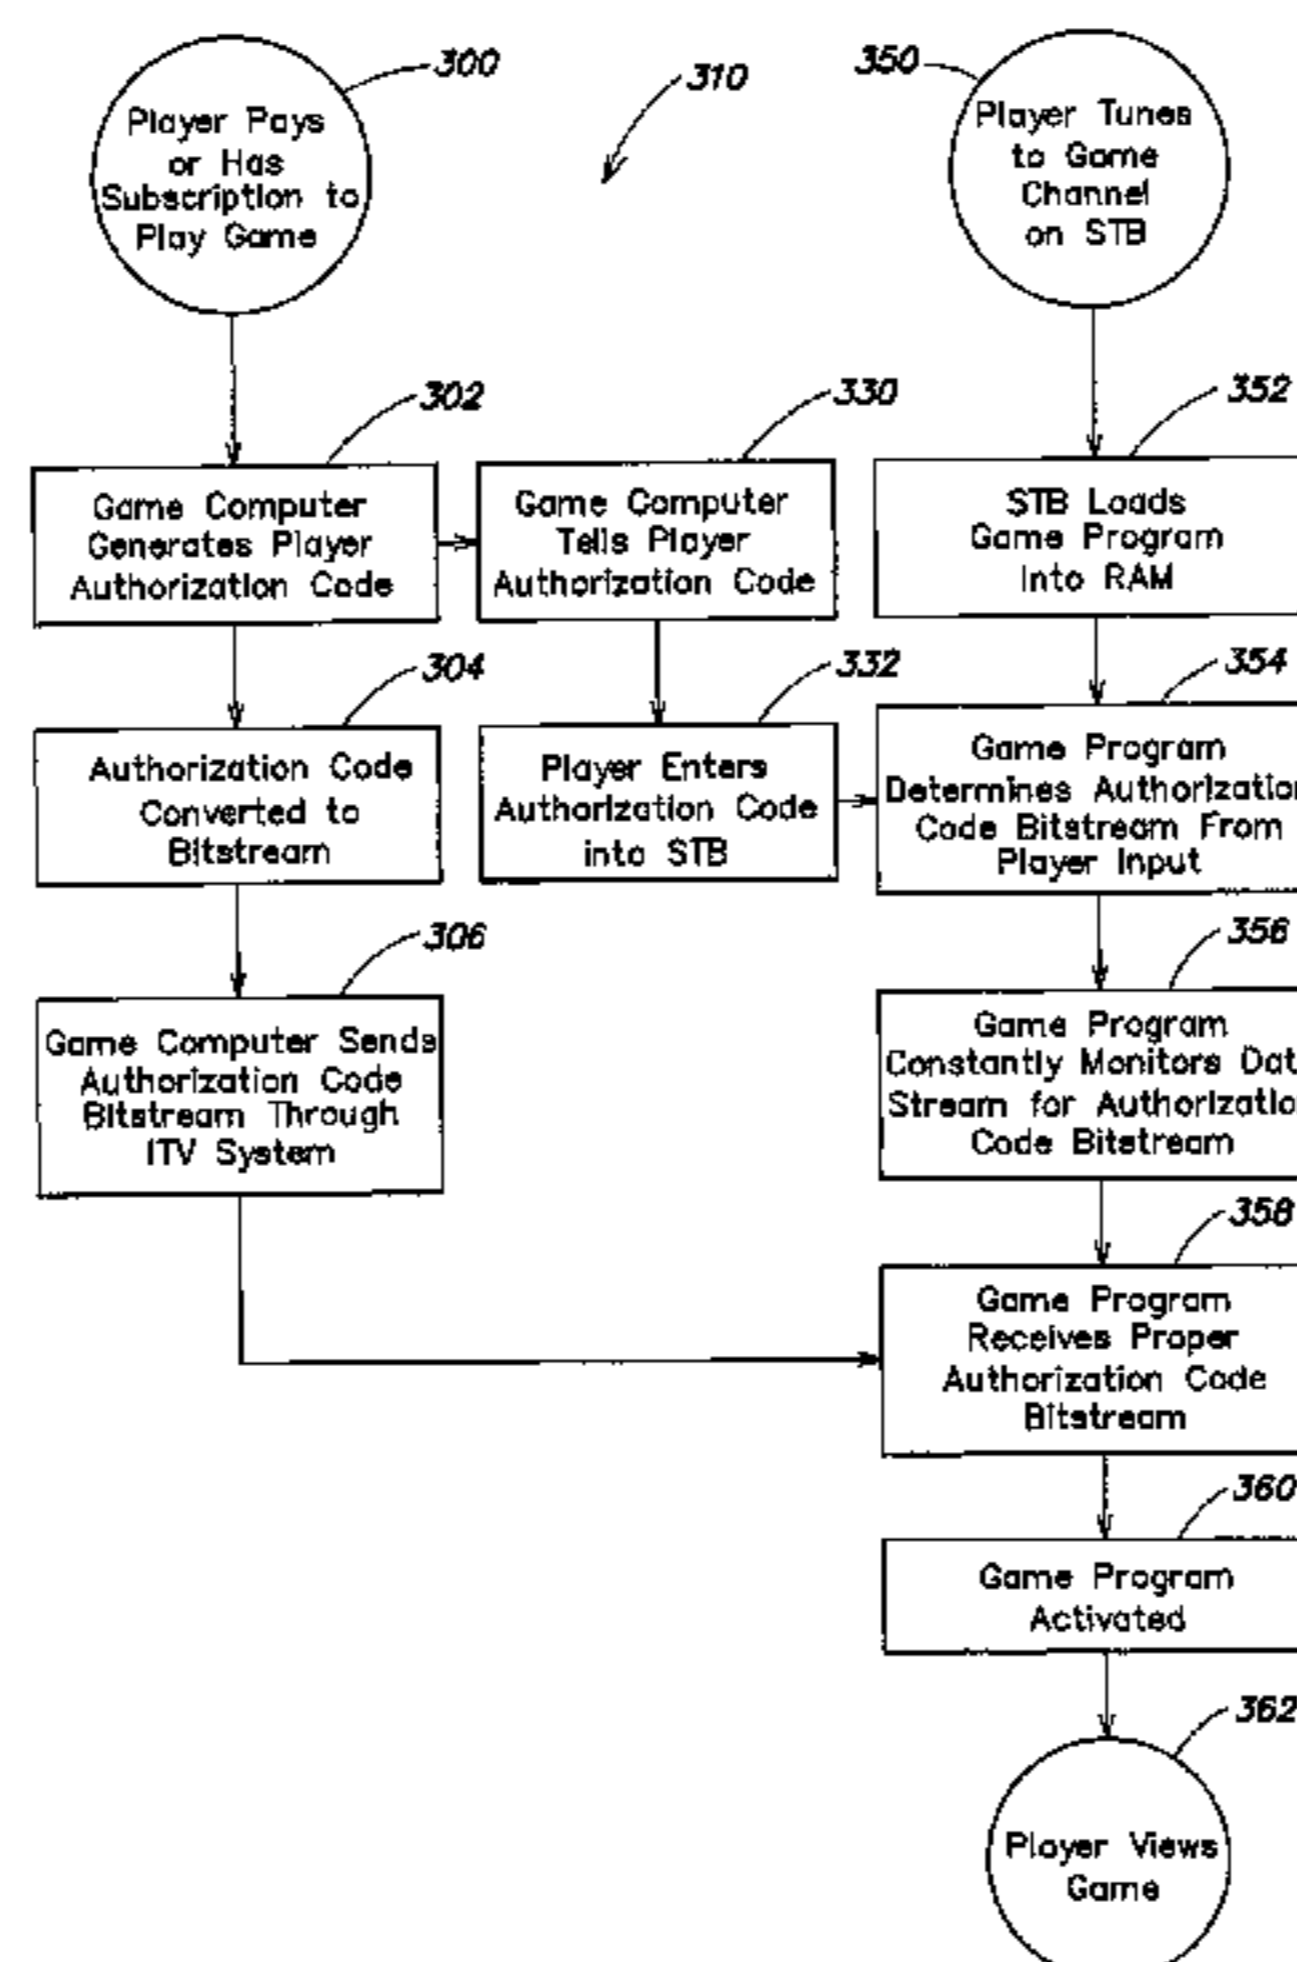 300
Player Pays
or Has
Subscription to
Play Game
310
350
Player Tunes
to Game
Channel
on STB
302
Game Computer
Generates Player
Authorization Code
330
Game Computer
Tells Player
Authorization Code
352
STB Loads
Game Program
Into RAM
304
Authorization Code
Converted to
Bitstream
332
Player Enters
Authorization Code
into STB
354
Game Program
Determines Authorization
Code Bitstream From
Player Input
306
Game Computer Sends
Authorization Code
Bitstream Through
ITV System
356
Game Program
Constantly Monitors Dat
Stream for Authorizatio
Code Bitstream
358
Game Program
Receives Proper
Authorization Code
Bitstream
360
Game Program
Activated
362
Player Views
Game